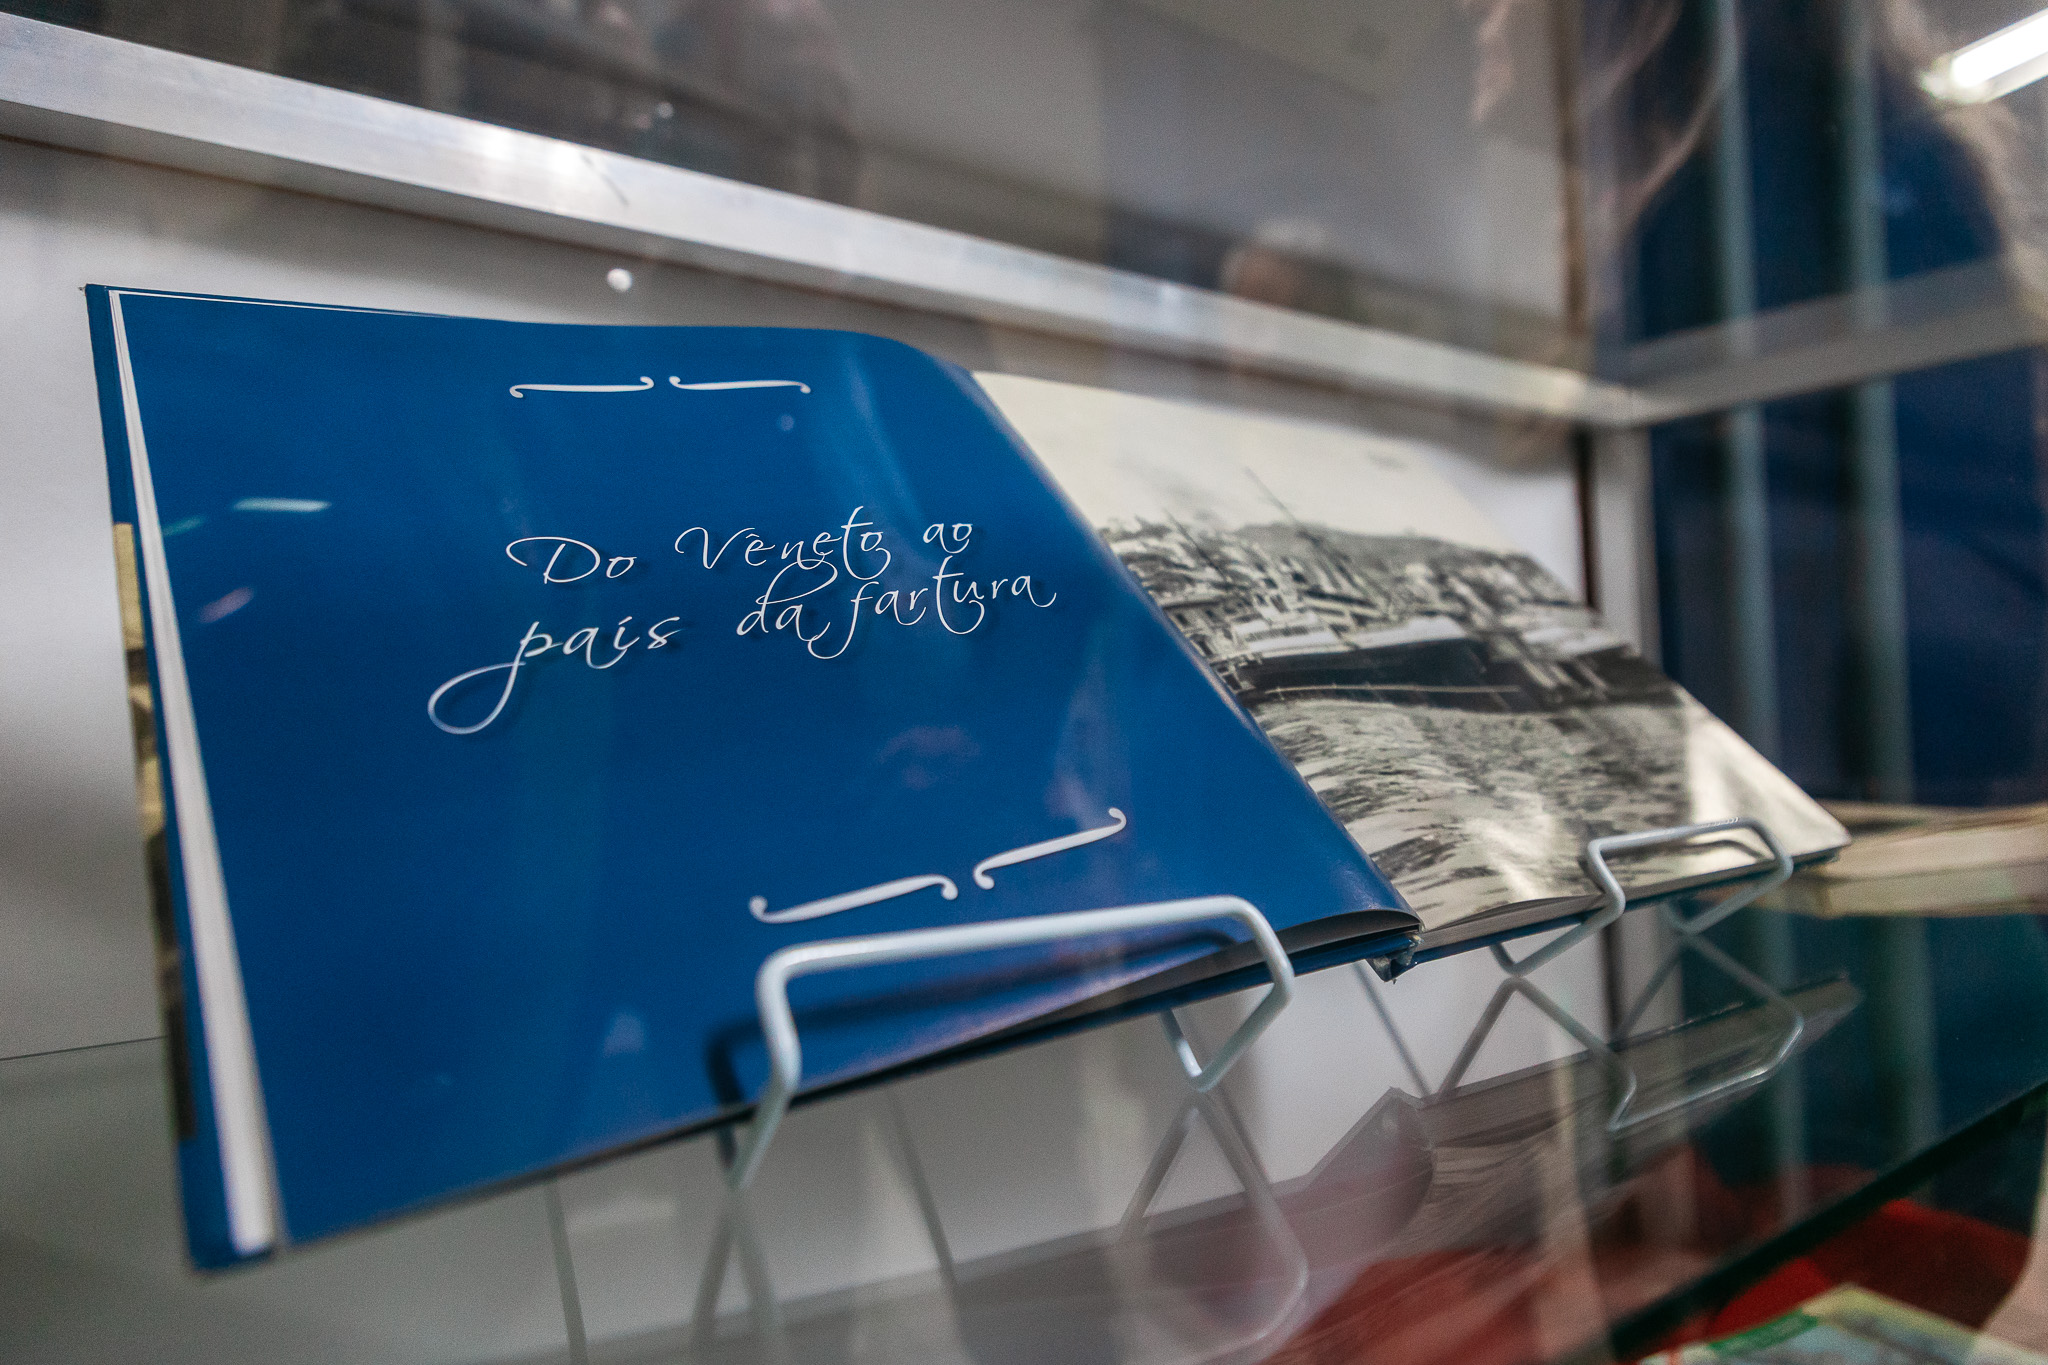 Do Vêneto ao
país da fartura